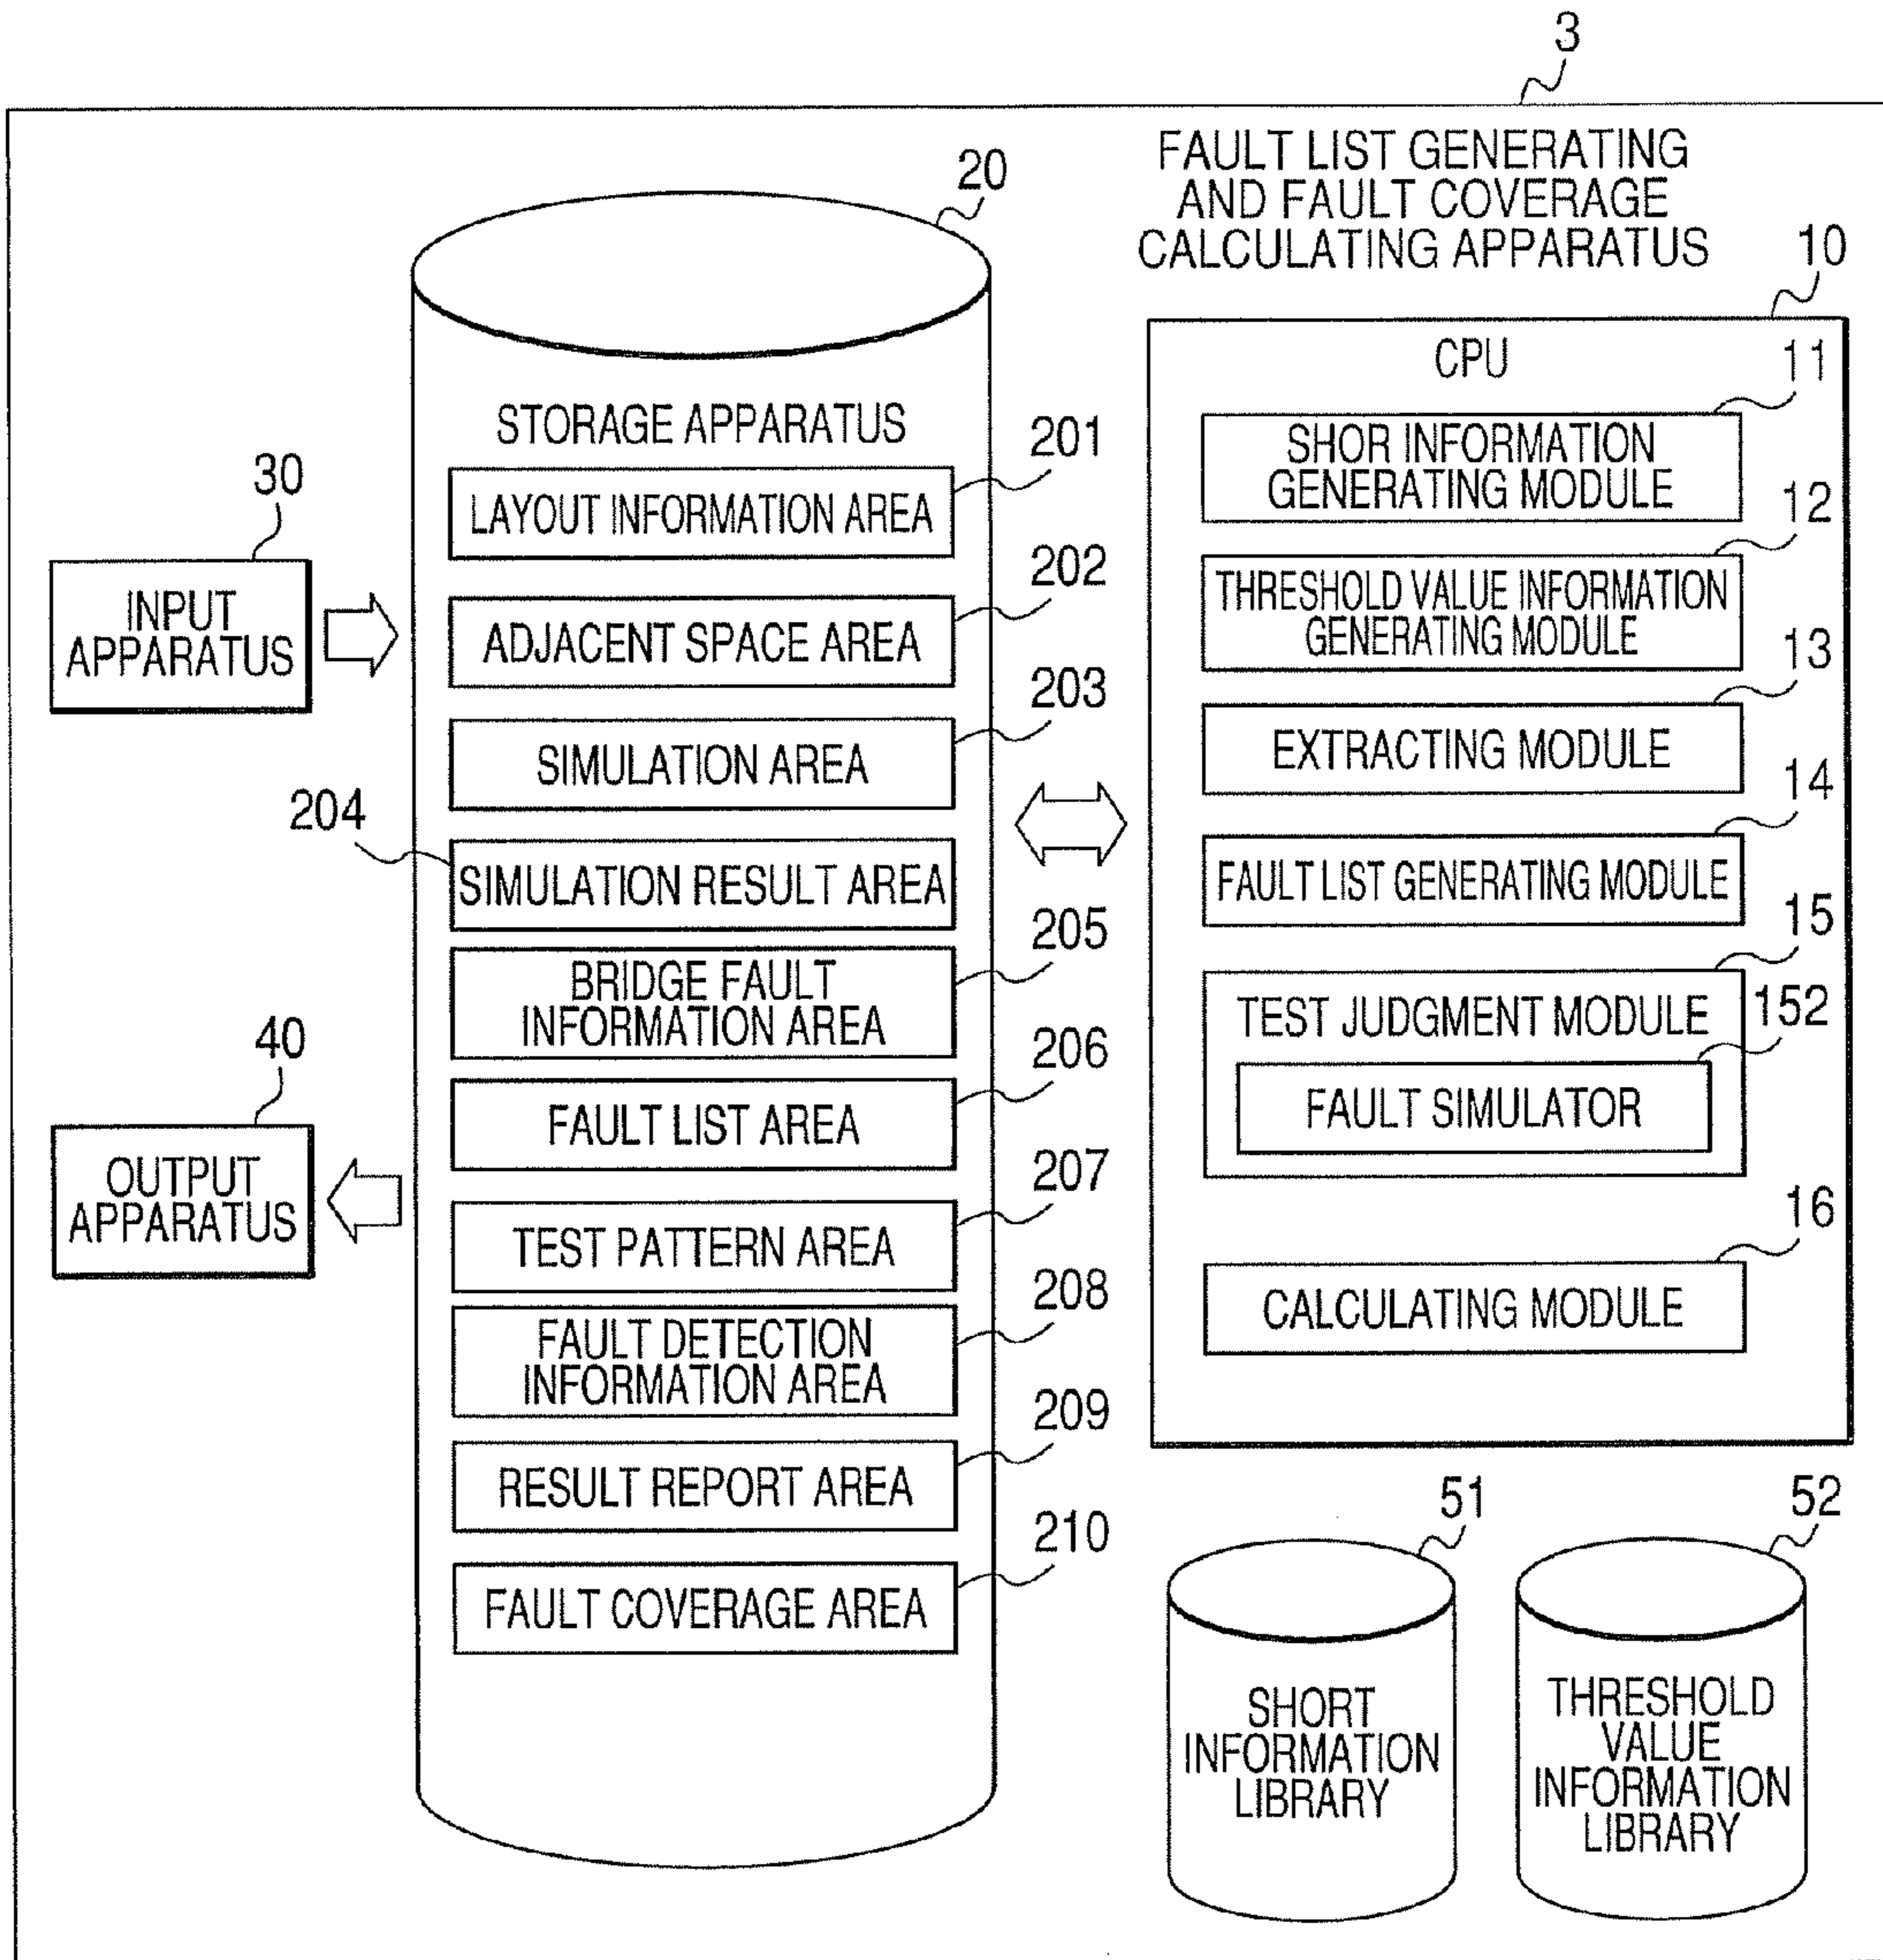 3
FAULT LIST GENERATING
AND FAULT COVERAGE
CALCULATING APPARATUS
20
STORAGE APPARATUS
201
LAYOUT INFORMATION AREA
202
ADJACENT SPACE AREA
203
SIMULATION AREA
204
SIMULATION RESULT AREA
205
BRIDGE FAULT
INFORMATION AREA
206
FAULT LIST AREA
207
TEST PATTERN AREA
208
FAULT DETECTION
INFORMATION AREA
209
RESULT REPORT AREA
210
FAULT COVERAGE AREA
30
INPUT
APPARATUS
40
OUTPUT
APPARATUS
10
CPU
11
SHOR INFORMATION
GENERATING MODULE
12
THRESHOLD VALUE INFORMATION
GENERATING MODULE
13
EXTRACTING MODULE
14
FAULT LIST GENERATING MODULE
15
TEST JUDGMENT MODULE
152
FAULT SIMULATOR
16
CALCULATING MODULE
51
SHORT
INFORMATION
LIBRARY
52
THRESHOLD
VALUE
INFORMATION
LIBRARY